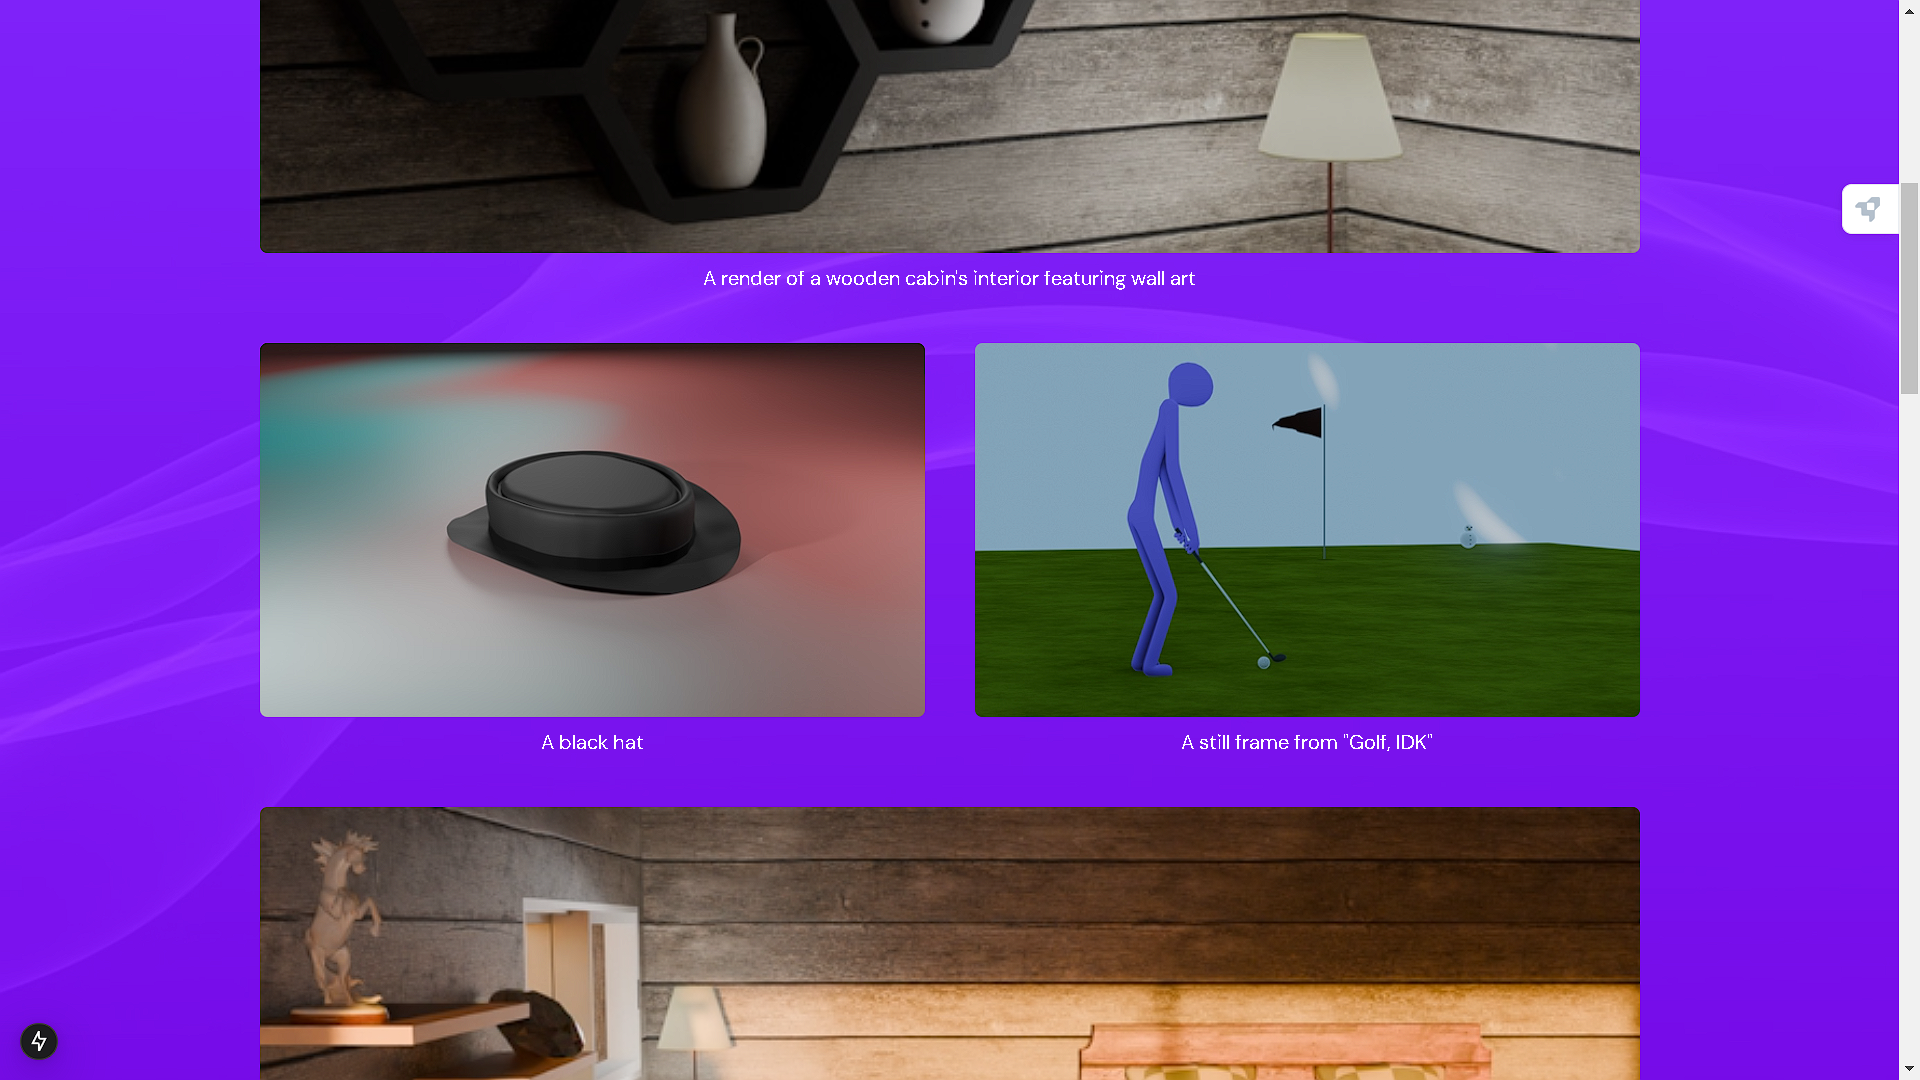 A render of a wooden cabin's interior featuring wall art
A black hat
A still frame from "Golf, IDK"